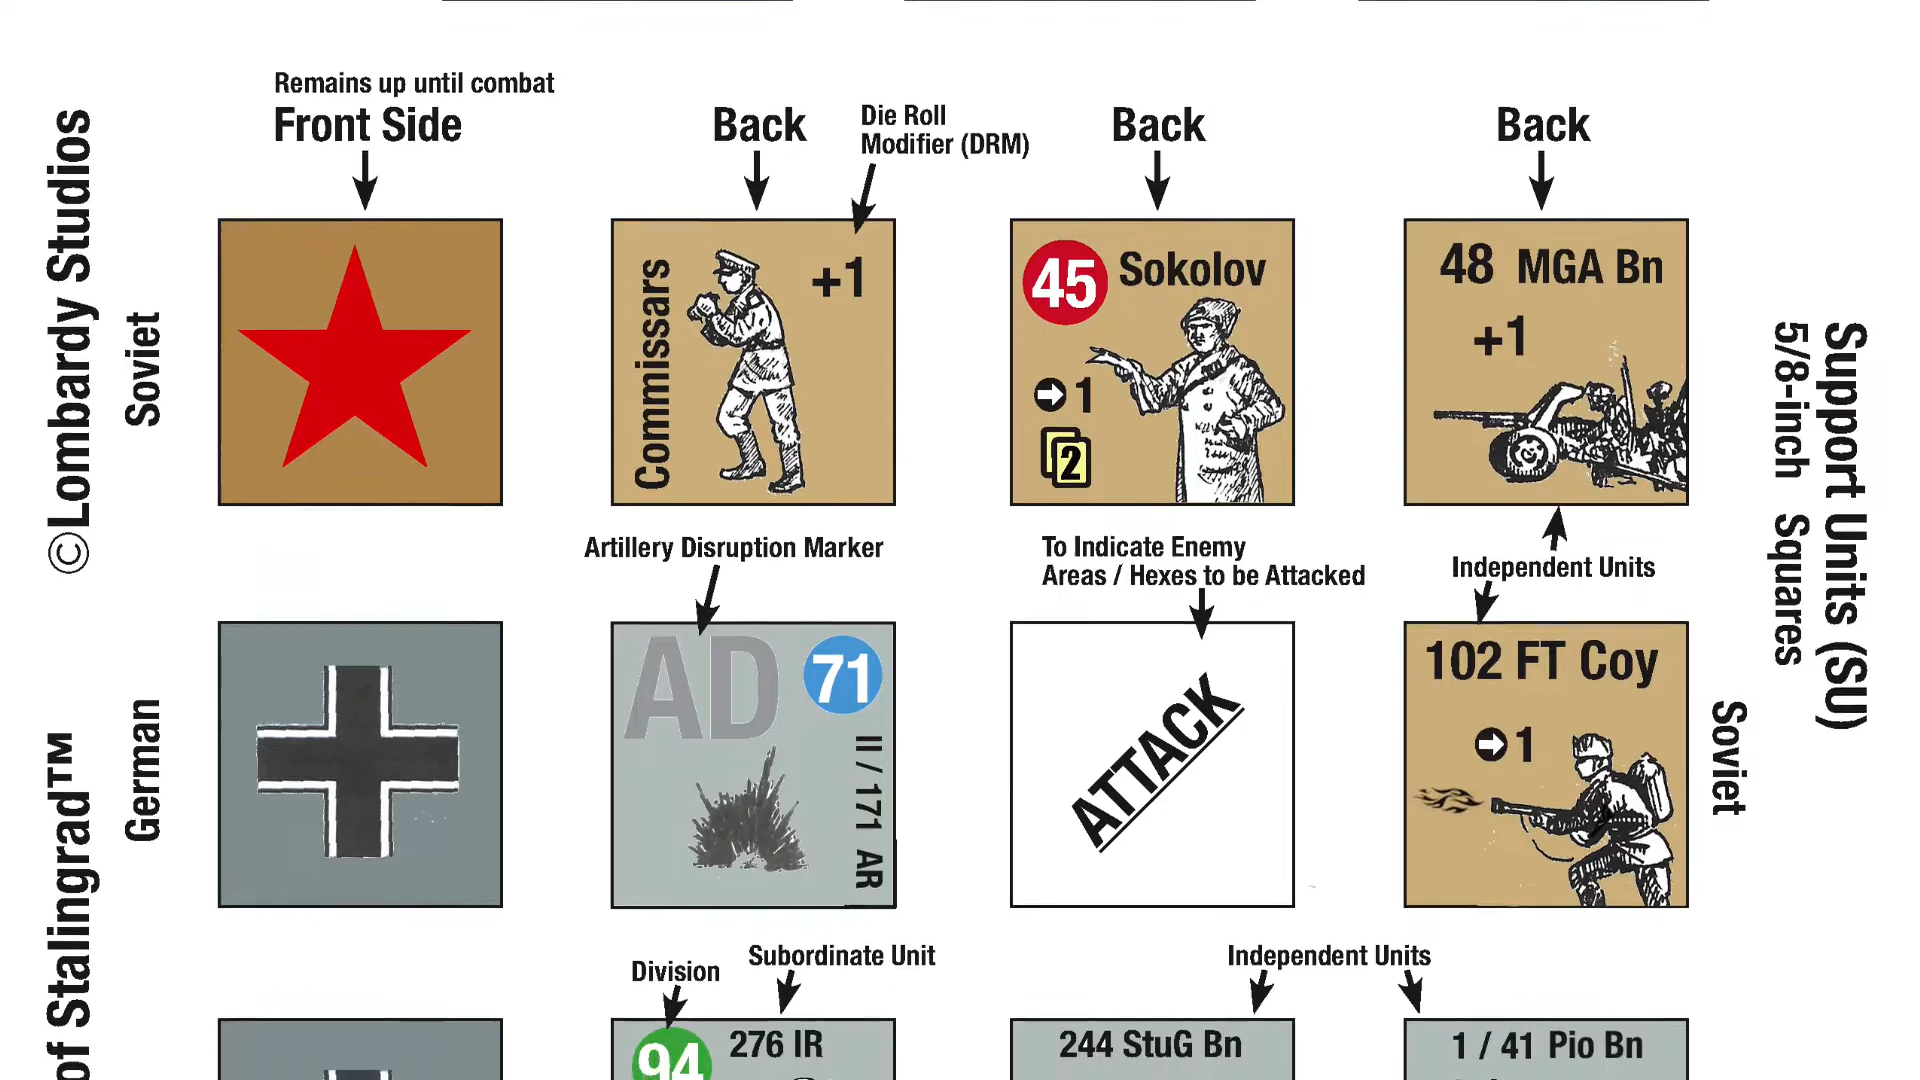 Remains up until combat
Front Side
Back
Die Roll
Modifier (DRM)
Back
Back
©Lombardy Studios
Soviet
Commissars
+1
45 Sokolov
1
2
48 MGA Bn
+1
Support Units (SU)
5/8-inch Squares
Artillery Disruption Marker
To Indicate Enemy
Areas / Hexes to be Attacked
Independent Units
German
of Stalingrad™
AD
71
II / 171 AR
ATTACK
102 FT Coy
1
Soviet
Division
Subordinate Unit
Independent Units
94
276 IR
244 StuG Bn
1 / 41 Pio Bn